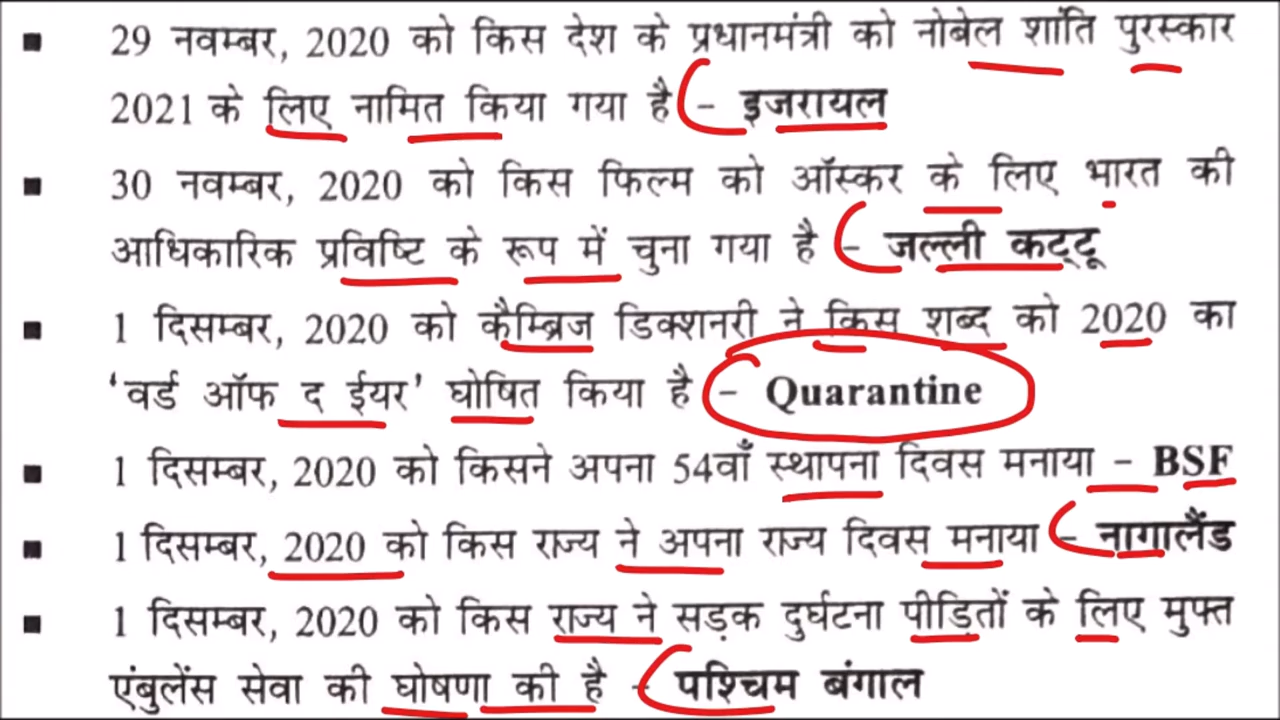 ▪ 29 नवम्बर, 2020 को किस देश के प्रधानमंत्री को नोबेल शांति पुरस्कार
2021 के लिए नामित किया गया है - इजरायल
▪ 30 नवम्बर, 2020 को किस फिल्म को ऑस्कर के लिए भारत की
आधिकारिक प्रविष्टि के रूप में चुना गया है - जल्ली कट्टू
▪ 1 दिसम्बर, 2020 को कैम्ब्रिज डिक्शनरी ने किस शब्द को 2020 का
‘वर्ड ऑफ द ईयर’ घोषित किया है - Quarantine
▪ 1 दिसम्बर, 2020 को किसने अपना 54वाँ स्थापना दिवस मनाया - BSF
▪ 1 दिसम्बर, 2020 को किस राज्य ने अपना राज्य दिवस मनाया - नागालैंड
▪ 1 दिसम्बर, 2020 को किस राज्य ने सड़क दुर्घटना पीड़ितों के लिए मुफ्त
एंबुलेंस सेवा की घोषणा की है - पश्चिम बंगाल